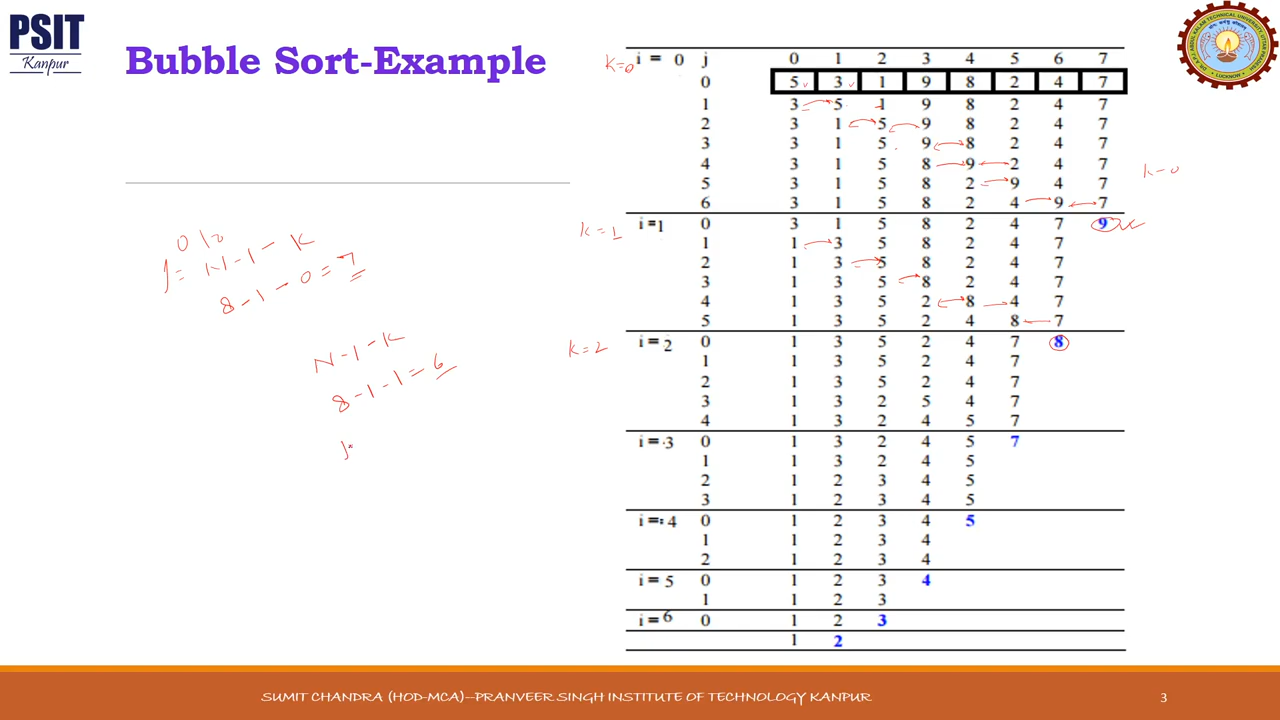 PSIT
Kanpur
Bubble Sort-Example
K=0 i = 0 j 0 1 2 3 4 5 6 7
0 5 3 1 9 8 2 4 7
1 3 5 1 9 8 2 4 7
2 3 1 5 9 8 2 4 7
3 3 1 5 9 8 2 4 7
4 3 1 5 8 9 2 4 7
K-0
5 3 1 5 8 2 9 4 7
6 3 1 5 8 2 4 9 7
K=1 i =1 0 3 1 5 8 2 4 7 9
1 1 3 5 8 2 4 7
2 1 3 5 8 2 4 7
3 1 3 5 8 2 4 7
4 1 3 5 2 8 4 7
5 1 3 5 2 4 8 7
K=2 i = 2 0 1 3 5 2 4 7 8
1 1 3 5 2 4 7
2 1 3 5 2 4 7
3 1 3 2 5 4 7
4 1 3 2 4 5 7
i = 3 0 1 3 2 4 5 7
1 1 3 2 4 5
2 1 2 3 4 5
3 1 2 3 4 5
i = 4 0 1 2 3 4 5
1 1 2 3 4
2 1 2 3 4
i = 5 0 1 2 3 4
1 1 2 3
i = 6 0 1 2 3
1 2
0 to
j= N-1-K
8-1-0=7
N-1-K
8-1-1=6
SUMIT CHANDRA (HOD-MCA)--PRANVEER SINGH INSTITUTE OF TECHNOLOGY KANPUR
3